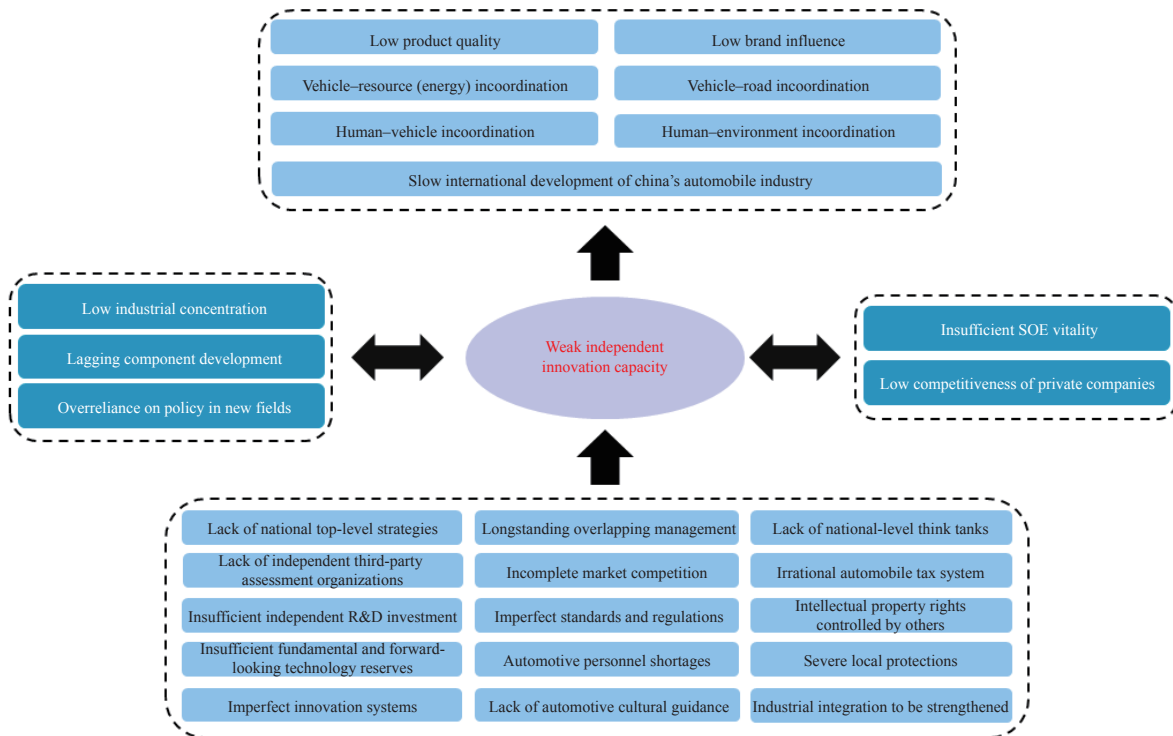 Low product quality
Low brand influence
Vehicle–resource (energy) incoordination
Vehicle–road incoordination
Human–vehicle incoordination
Human–environment incoordination
Slow international development of china's automobile industry
Low industrial concentration
Lagging component development
Overreliance on policy in new fields
Weak independent
innovation capacity
Insufficient SOE vitality
Low competitiveness of private companies
Lack of national top-level strategies
Longstanding overlapping management
Lack of national-level think tanks
Lack of independent third-party
assessment organizations
Incomplete market competition
Irrational automobile tax system
Insufficient independent R&D investment
Imperfect standards and regulations
Intellectual property rights
controlled by others
Insufficient fundamental and forward-
looking technology reserves
Automotive personnel shortages
Severe local protections
Imperfect innovation systems
Lack of automotive cultural guidance
Industrial integration to be strengthened